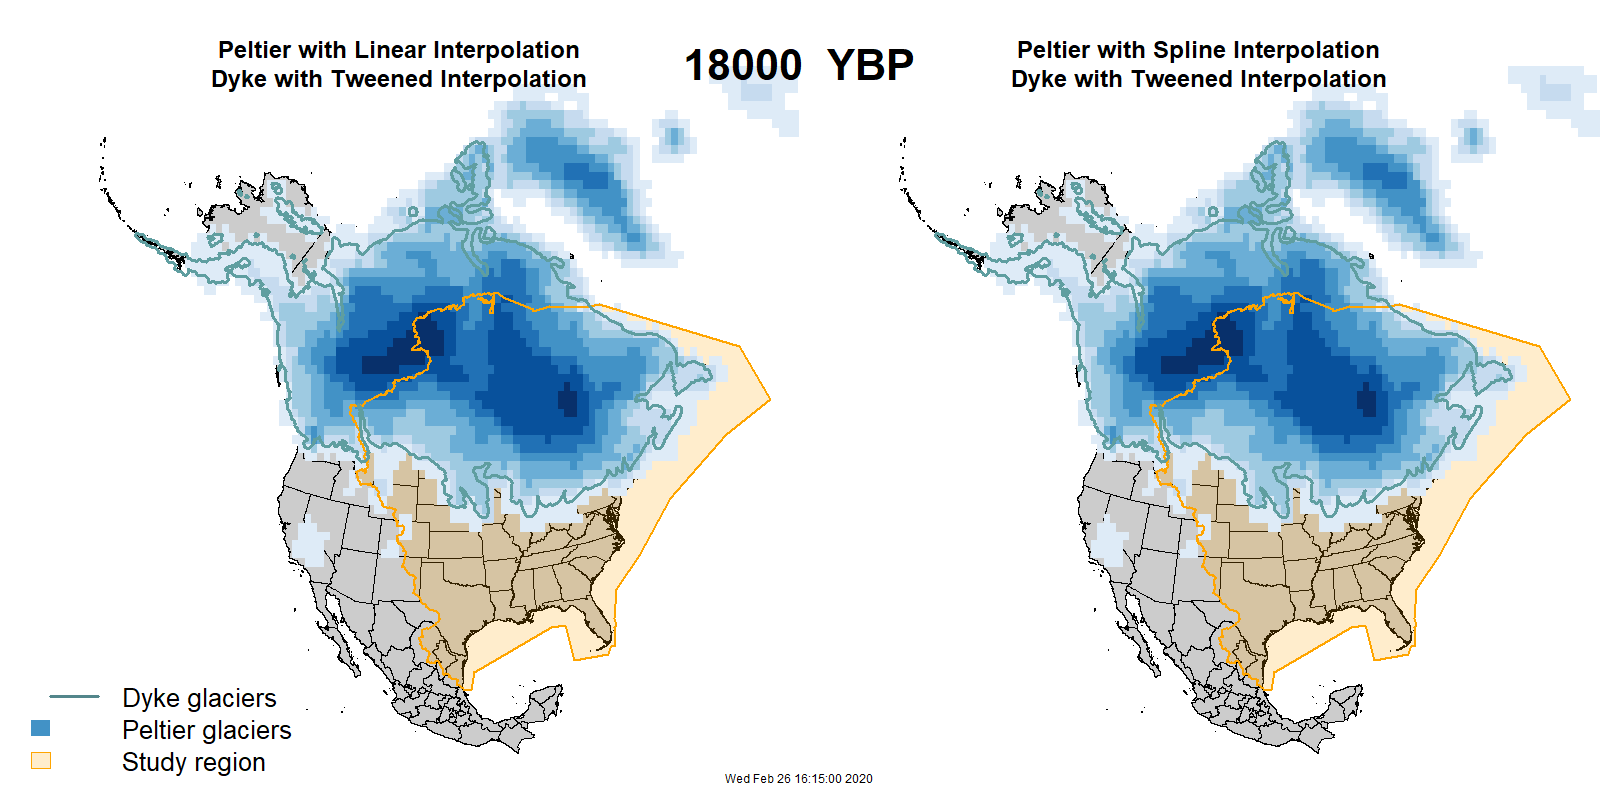 Peltier with Linear Interpolation
Dyke with Tweened Interpolation
18000 YBP
Peltier with Spline Interpolation
Dyke with Tweened Interpolation
Dyke glaciers
Peltier glaciers
Study region
Wed Feb 26 16:15:00 2020